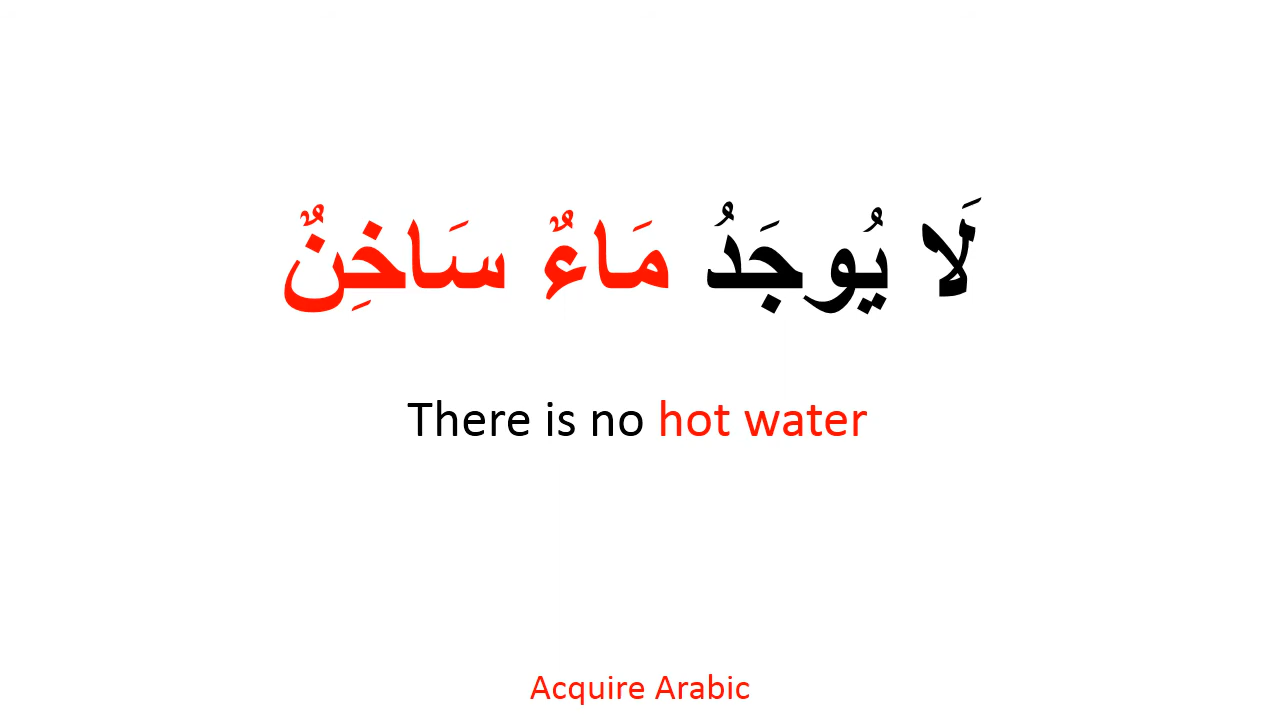 لَا يُوجَدُ مَاءٌ سَاخِنٌ
There is no hot water
Acquire Arabic